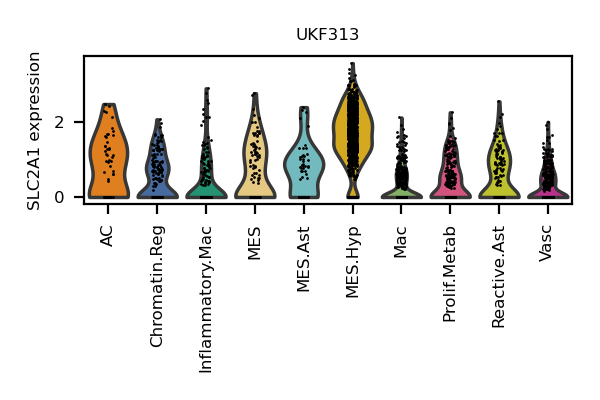 UKF313
SLC2A1 expression
2
0
AC
Chromatin.Reg
Inflammatory.Mac
MES
MES.Ast
MES.Hyp
Mac
Prolif.Metab
Reactive.Ast
Vasc